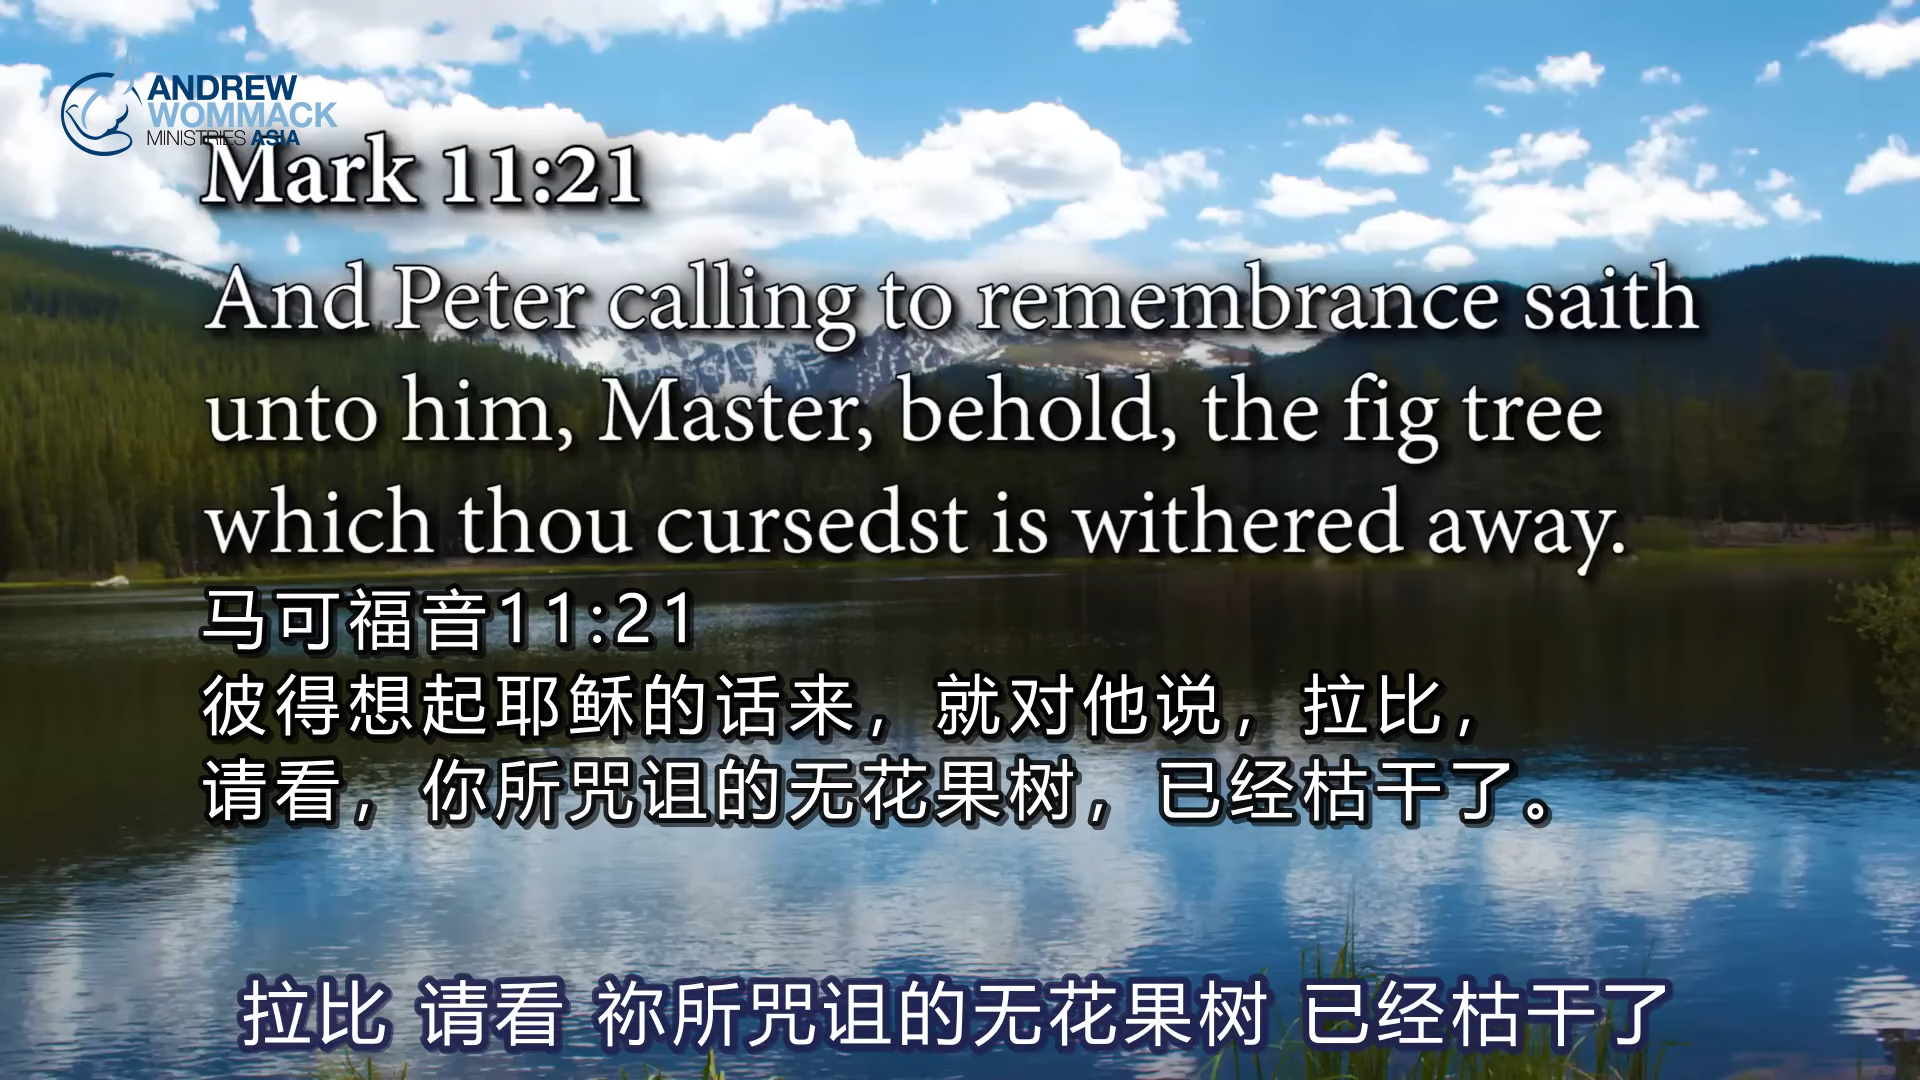 ANDREW
WOMMACK
MINISTRIES ASIA
Mark 11:21
And Peter calling to remembrance saith
unto him, Master, behold, the fig tree
which thou cursedst is withered away.
马可福音11:21
彼得想起耶稣的话来，就对他说，拉比，
请看，你所咒诅的无花果树，已经枯干了。
拉比 请看 祢所咒诅的无花果树 已经枯干了